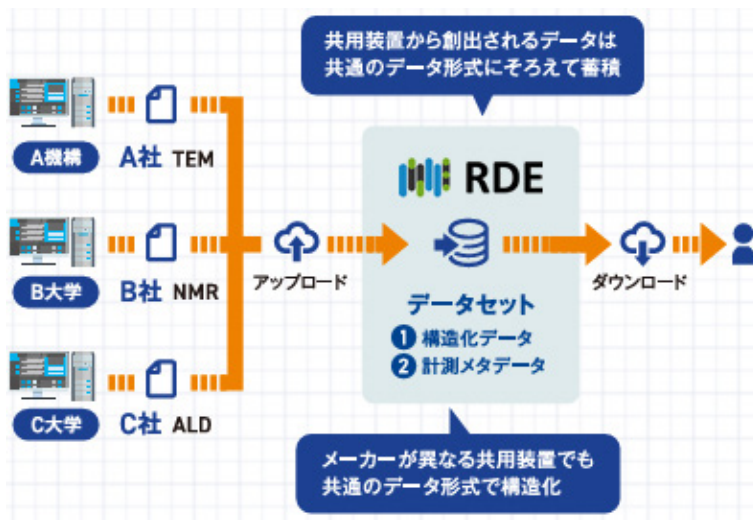 共用装置から創出されるデータは
共通のデータ形式にそろえて蓄積
A機構
A社 TEM
B大学
B社 NMR
C大学
C社 ALD
アップロード
RDE
データセット
1 構造化データ
2 計測メタデータ
ダウンロード
メーカーが異なる共用装置でも
共通のデータ形式で構造化